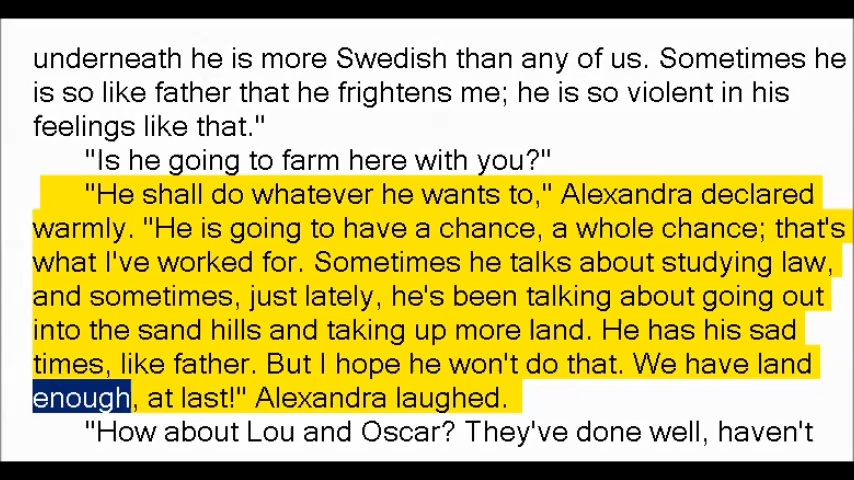 underneath he is more Swedish than any of us. Sometimes he
is so like father that he frightens me; he is so violent in his
feelings like that."
"Is he going to farm here with you?"
"He shall do whatever he wants to," Alexandra declared
warmly. "He is going to have a chance, a whole chance; that's
what I've worked for. Sometimes he talks about studying law,
and sometimes, just lately, he's been talking about going out
into the sand hills and taking up more land. He has his sad
times, like father. But I hope he won't do that. We have land
enough, at last!" Alexandra laughed.
"How about Lou and Oscar? They've done well, haven't